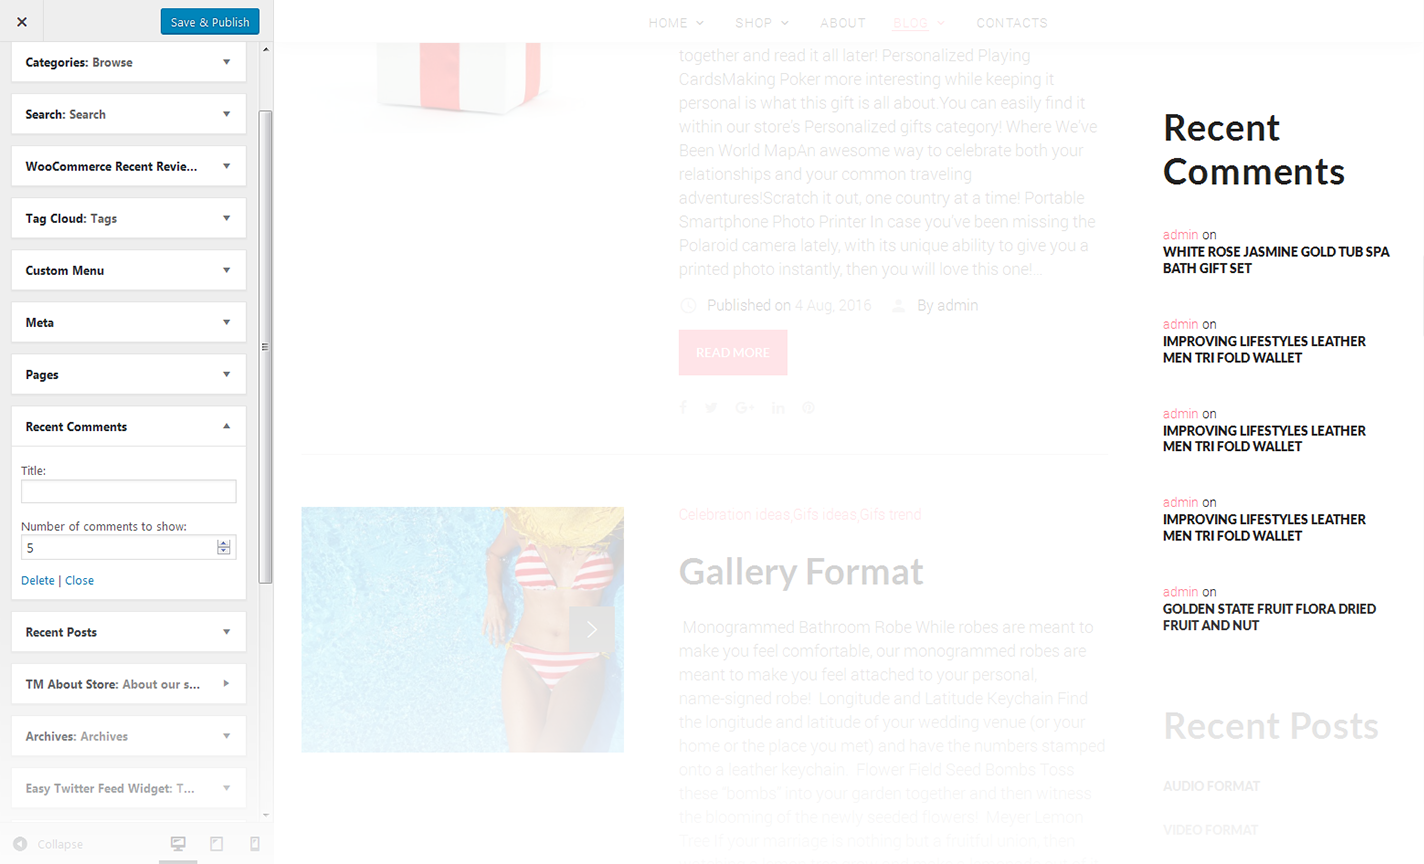 Save & Publish
Categories: Browse
Search: Search
WooCommerce Recent Revie...
Tag Cloud: Tags
Custom Menu
Meta
Pages
Recent Comments
Title:
Number of comments to show:
5
Delete | Close
Recent Posts
TM About Store: About our s...
Archives: Archives
Easy Twitter Feed Widget: T...
Collapse
HOME SHOP ABOUT BLOG CONTACTS
together and read it all later! Personalized Playing
CardsMaking Poker more interesting while keeping it
personal is what this gift is all about.You can easily find it
within our store's Personalized gifts category! Where We've
Been World MapAn awesome way to celebrate both your
relationships and your common traveling
adventures!Scratch it out, one country at a time! Portable
Smartphone Photo Printer In case you've been missing the
Polaroid camera lately, with its unique ability to give you a
printed photo instantly, then you will love this one!...
Published on 4 Aug, 2016 By admin
READ MORE
Celebration ideas,Gifs ideas,Gifs trend
Gallery Format
Monogrammed Bathroom Robe While robes are meant to
make you feel comfortable, our monogrammed robes are
meant to make you feel attached to your personal,
name-signed robe! Longitude and Latitude Keychain Find
the longitude and latitude of your wedding venue (or your
home or the place you met) and have the numbers stamped
onto a leather keychain. Flower Field Seed Bombs Toss
these "bombs" into your garden together and then witness
the blooming of the newly seeded flowers! Meyer Lemon
Tree If your marriage is nothing but a fruitful union, then
Recent
Comments
admin on
WHITE ROSE JASMINE GOLD TUB SPA
BATH GIFT SET
admin on
IMPROVING LIFESTYLES LEATHER
MEN TRI FOLD WALLET
admin on
IMPROVING LIFESTYLES LEATHER
MEN TRI FOLD WALLET
admin on
IMPROVING LIFESTYLES LEATHER
MEN TRI FOLD WALLET
admin on
GOLDEN STATE FRUIT FLORA DRIED
FRUIT AND NUT
Recent Posts
AUDIO FORMAT
VIDEO FORMAT